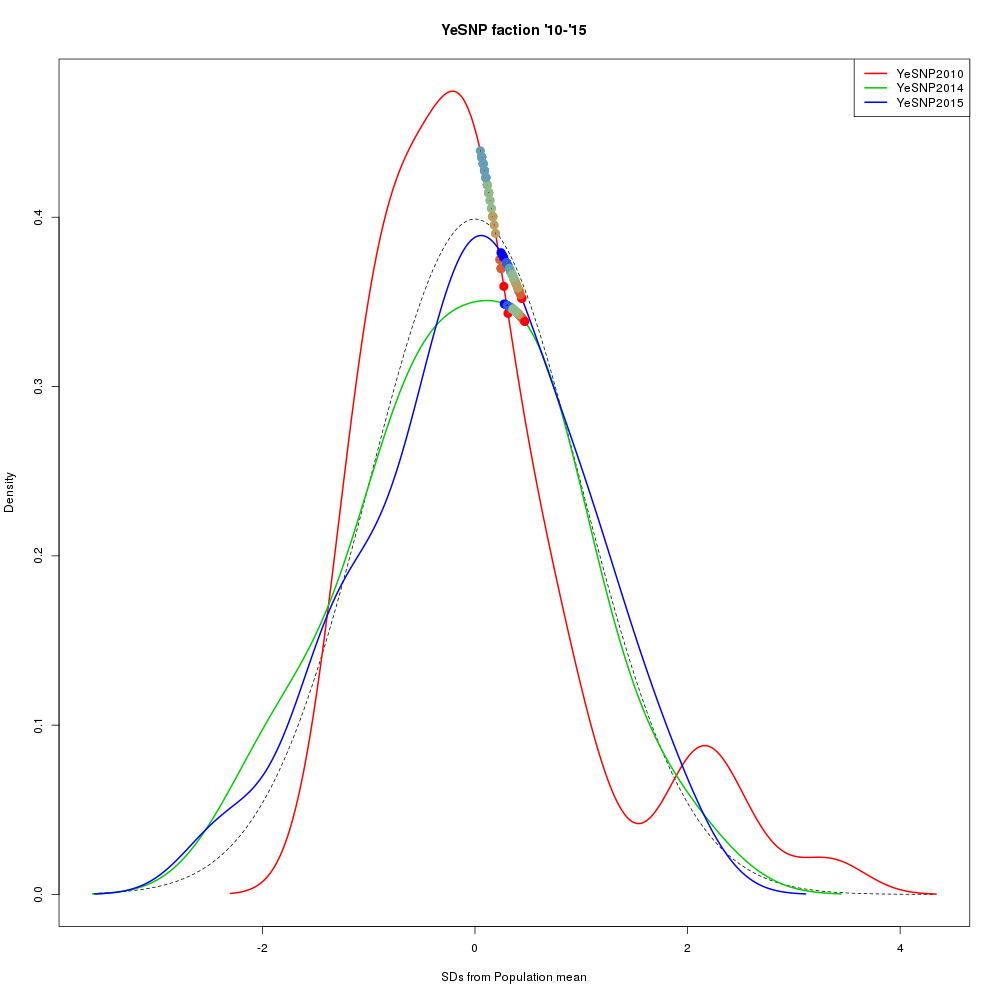 YeSNP faction '10-'15
YeSNP2010
YeSNP2014
YeSNP2015
Density
0.4
0.3
0.2
0.1
0.0
-2 0 2 4
SDs from Population mean